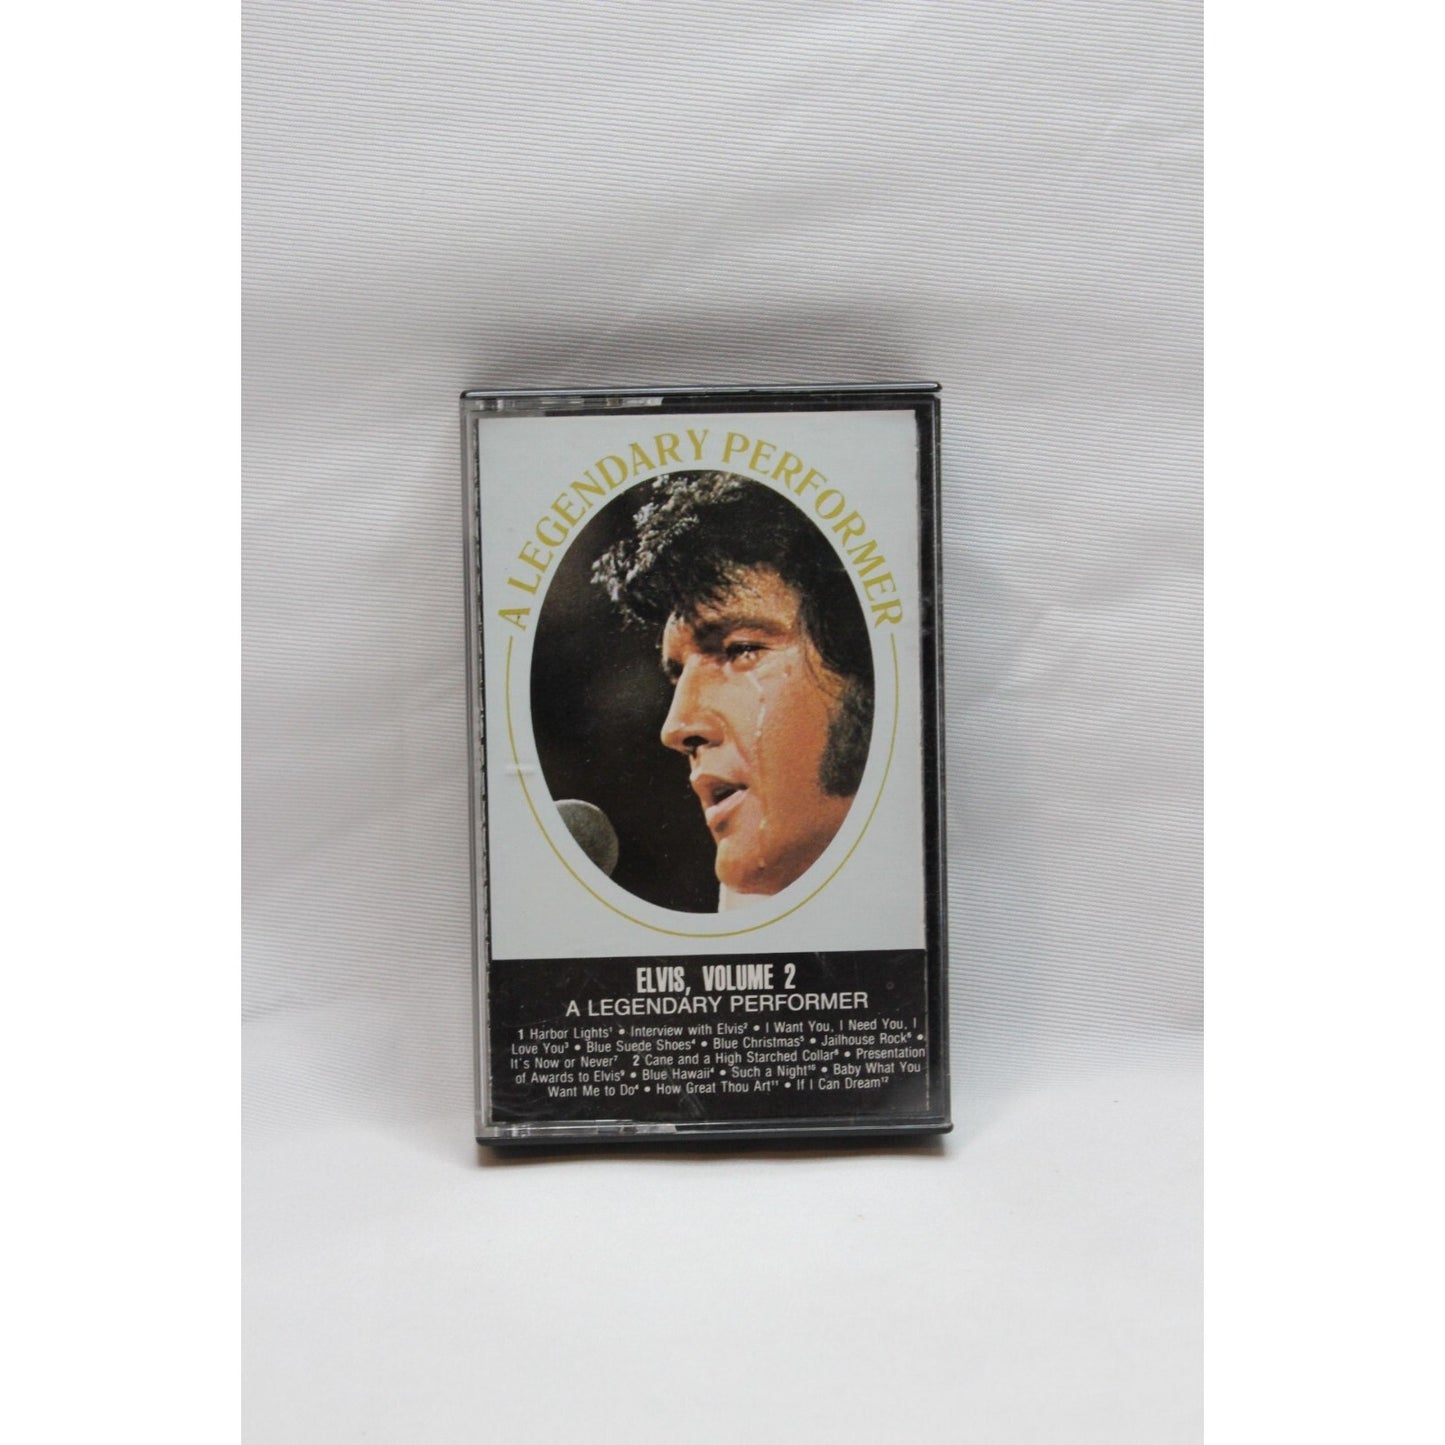 A LEGENDARY PERFORMER
ELVIS, VOLUME 2
A LEGENDARY PERFORMER
1 Harbor Lights¹ • Interview with Elvis² • I Want You, I Need You, I
Love You³ • Blue Suede Shoes⁴ • Blue Christmas⁵ • Jailhouse Rock⁶ •
It's Now or Never⁷ 2 Cane and a High Starched Collar⁸ • Presentation
of Awards to Elvis⁹ • Blue Hawaii⁴ • Such a Night¹⁰ • Baby What You
Want Me to Do⁴ • How Great Thou Art¹¹ • If I Can Dream¹²